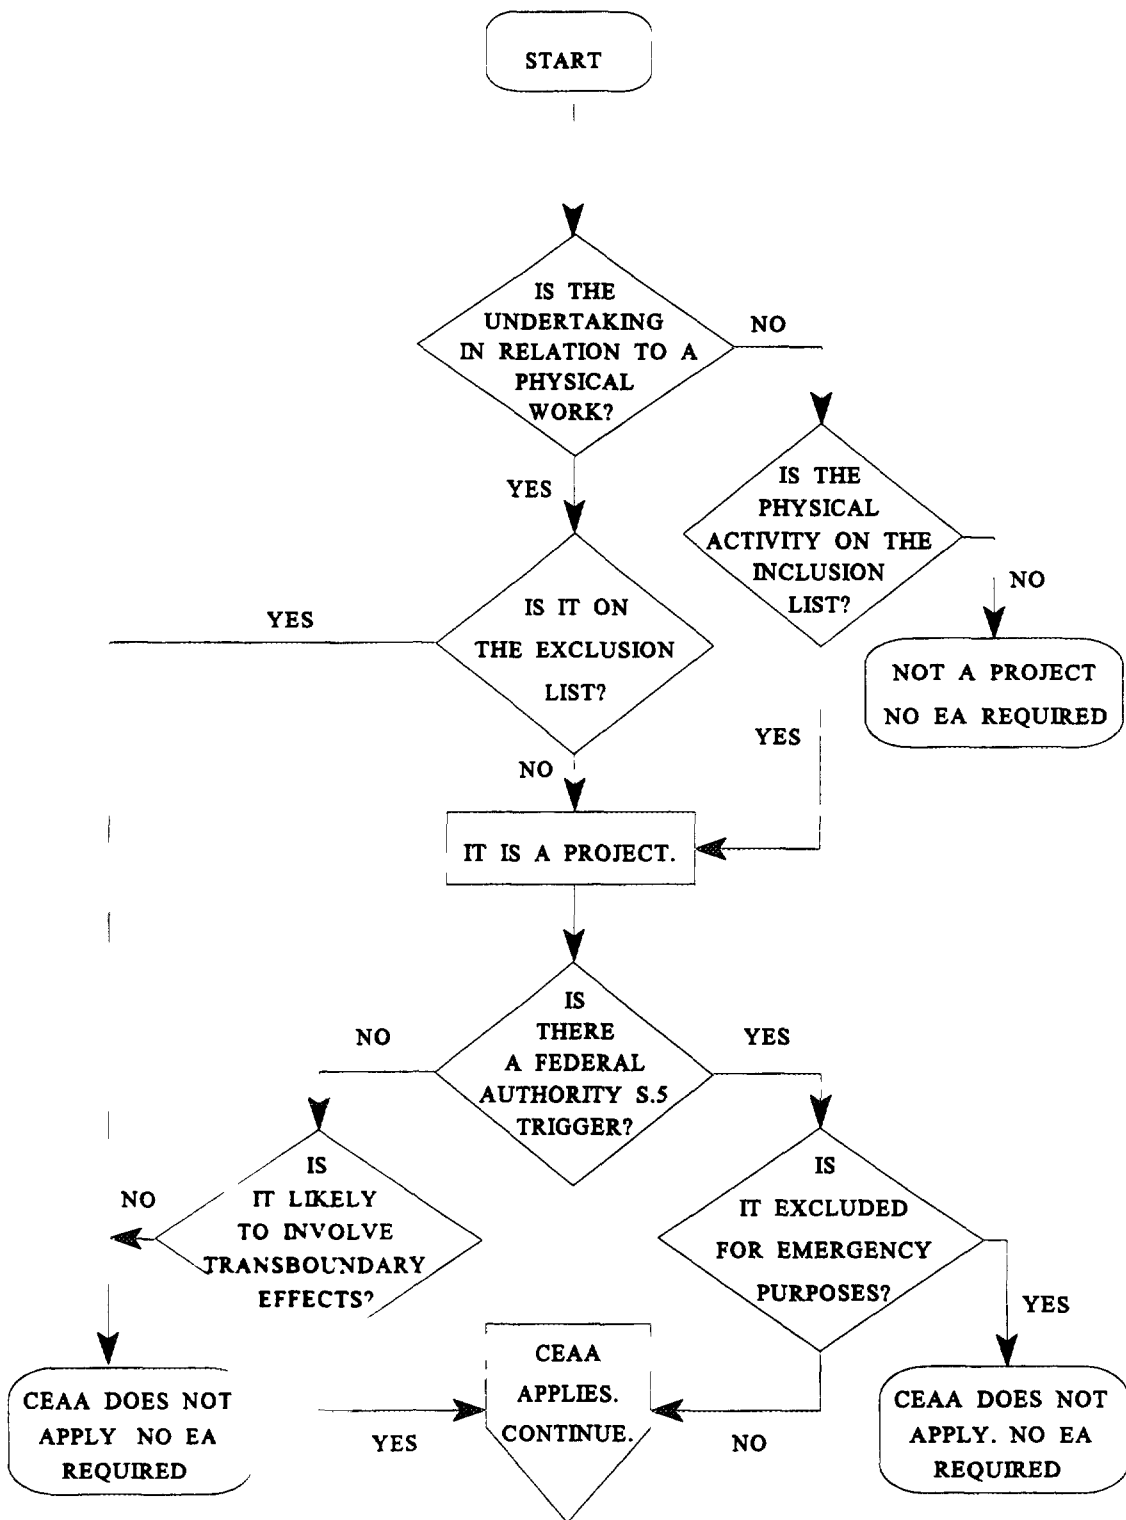 START
IS THE
UNDERTAKING
IN RELATION TO A
PHYSICAL
WORK?
NO
YES
IS THE
PHYSICAL
ACTIVITY ON THE
INCLUSION
LIST?
NO
YES
IS IT ON
THE EXCLUSION
LIST?
NOT A PROJECT
NO EA REQUIRED
YES
NO
IT IS A PROJECT.
IS
THERE
A FEDERAL
AUTHORITY S.5
TRIGGER?
NO
YES
IS
IT LIKELY
TO INVOLVE
TRANSBOUNDARY
EFFECTS?
NO
IS
IT EXCLUDED
FOR EMERGENCY
PURPOSES?
YES
CEAA DOES NOT
APPLY NO EA
REQUIRED
YES
CEAA
APPLIES.
CONTINUE.
NO
CEAA DOES NOT
APPLY. NO EA
REQUIRED